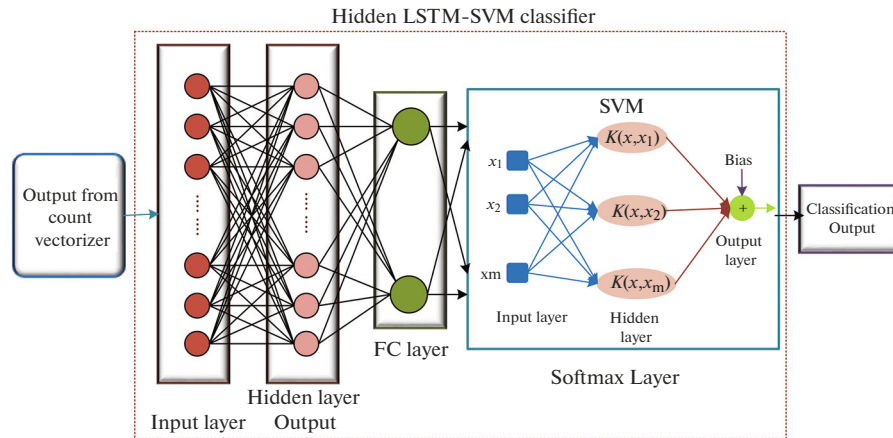 Hidden LSTM-SVM classifier
Output from
count
vectorizer
Input layer
Hidden layer
Output
FC layer
SVM
x1
x2
xm
K(x,x1)
K(x,x2)
K(x,xm)
Input layer
Hidden
layer
Bias
+
Output
layer
Softmax Layer
Classification
Output